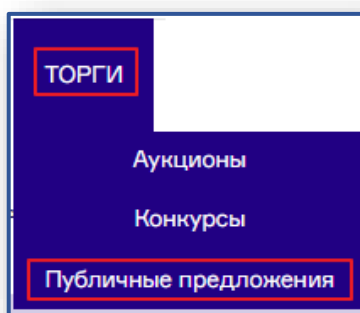 ТОРГИ
Аукционы
Конкурсы
Публичные предложения